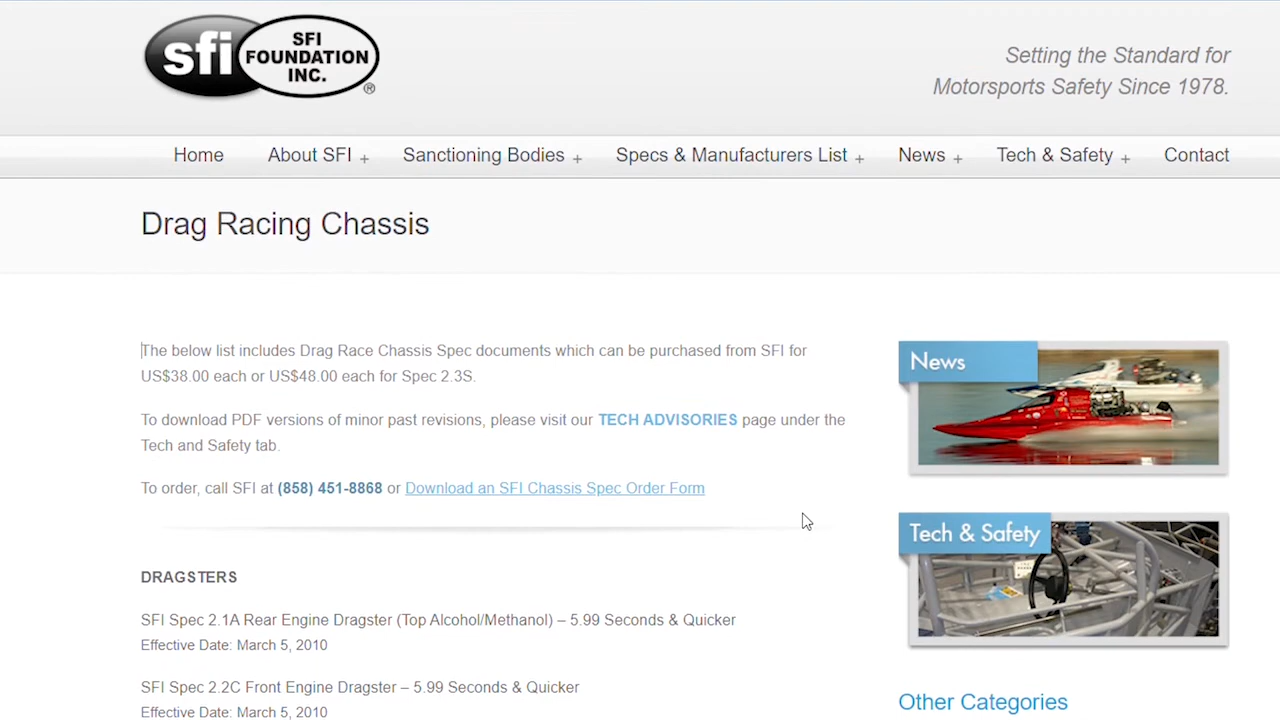 sfi
SFI
FOUNDATION
INC.
®
Setting the Standard for
Motorsports Safety Since 1978.
Home About SFI + Sanctioning Bodies + Specs & Manufacturers List + News + Tech & Safety + Contact
Drag Racing Chassis
The below list includes Drag Race Chassis Spec documents which can be purchased from SFI for
US$38.00 each or US$48.00 each for Spec 2.3S.
To download PDF versions of minor past revisions, please visit our TECH ADVISORIES page under the
Tech and Safety tab.
To order, call SFI at (858) 451-8868 or Download an SFI Chassis Spec Order Form
DRAGSTERS
SFI Spec 2.1A Rear Engine Dragster (Top Alcohol/Methanol) – 5.99 Seconds & Quicker
Effective Date: March 5, 2010
SFI Spec 2.2C Front Engine Dragster – 5.99 Seconds & Quicker
Effective Date: March 5, 2010
News
Tech & Safety
Other Categories